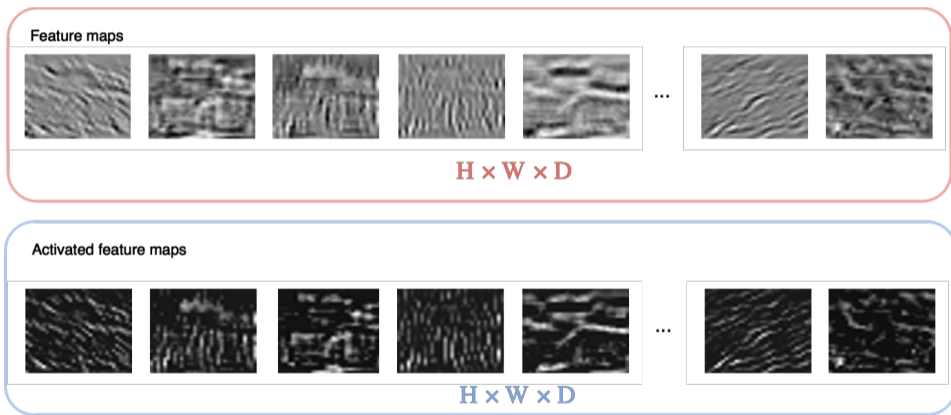 Feature maps
...
H × W × D
Activated feature maps
...
H × W × D